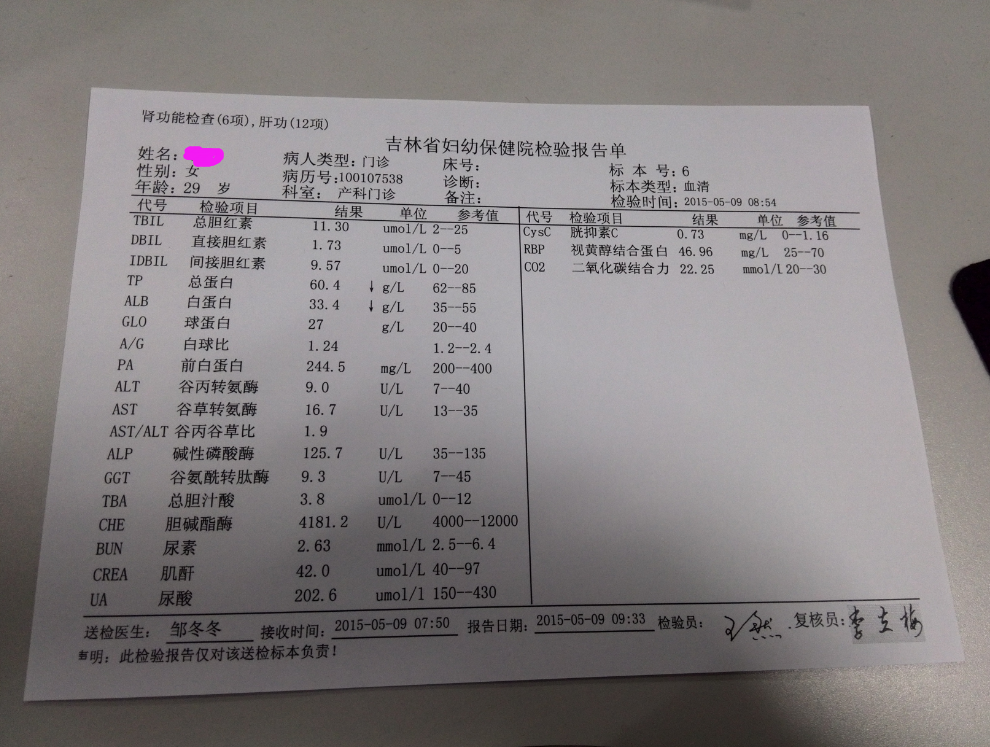 肾功能检查(6项),肝功(12项)
吉林省妇幼保健院检验报告单
姓名: 病人类型: 门诊 床号: 标本号: 6
性别: 女 病历号: 100107538 诊断: 标本类型: 血清
年龄: 29 岁 科室: 产科门诊 备注: 检验时间: 2015-05-09 08:54
代号 检验项目 结果 单位 参考值 代号 检验项目 结果 单位 参考值
TBIL 总胆红素 11.30 umol/L 2--25 CysC 胱抑素C 0.73 mg/L 0--1.16
DBIL 直接胆红素 1.73 umol/L 0--5 RBP 视黄醇结合蛋白 46.96 mg/L 25--70
IDBIL 间接胆红素 9.57 umol/L 0--20 CO2 二氧化碳结合力 22.25 mmol/L 20--30
TP 总蛋白 60.4 ↓ g/L 62--85
ALB 白蛋白 33.4 ↓ g/L 35--55
GLO 球蛋白 27 g/L 20--40
A/G 白球比 1.24 1.2--2.4
PA 前白蛋白 244.5 mg/L 200--400
ALT 谷丙转氨酶 9.0 U/L 7--40
AST 谷草转氨酶 16.7 U/L 13--35
AST/ALT 谷丙谷草比 1.9
ALP 碱性磷酸酶 125.7 U/L 35--135
GGT 谷氨酰转肽酶 9.3 U/L 7--45
TBA 总胆汁酸 3.8 umol/L 0--12
CHE 胆碱酯酶 4181.2 U/L 4000--12000
BUN 尿素 2.63 mmol/L 2.5--6.4
CREA 肌酐 42.0 umol/L 40--97
UA 尿酸 202.6 umol/l 150--430
送检医生: 邹冬冬 接收时间: 2015-05-09 07:50 报告日期: 2015-05-09 09:33 检验员: 复核员: 李立梅
明: 此检验报告仅对该送检标本负责!